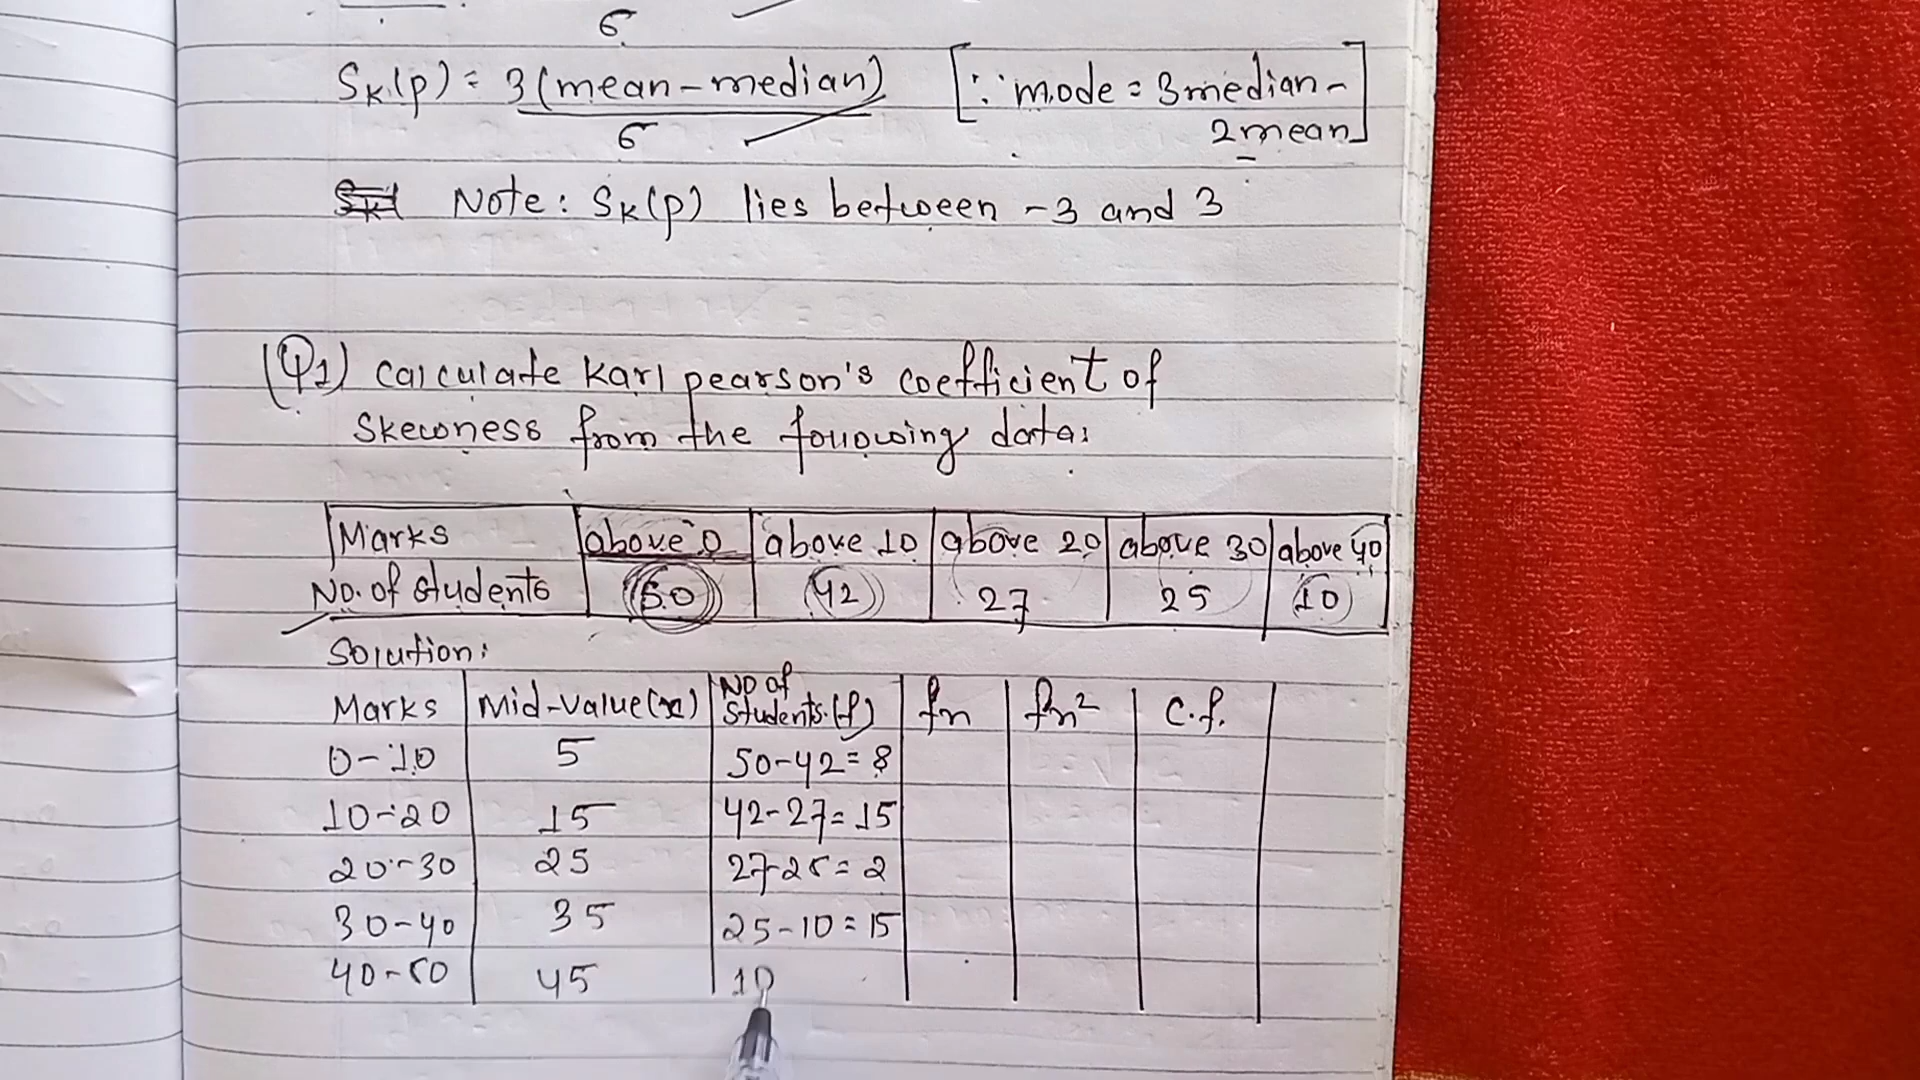 6
Sk(p) = 3(mean-median) [∵ mode = 3median-
6 2mean]
Note: Sk(p) lies between -3 and 3
(Q1) calculate Karl pearson's coefficient of
Skewness from the following data:
Marks above 0 above 10 above 20 above 30 above 40
No. of students 50 42 27 25 10
Solution:
Marks Mid-value(x) No of Students.(f) fx fx² c.f.
0-10 5 50-42=8
10-20 15 42-27=15
20-30 25 27-25=2
30-40 35 25-10=15
40-50 45 10